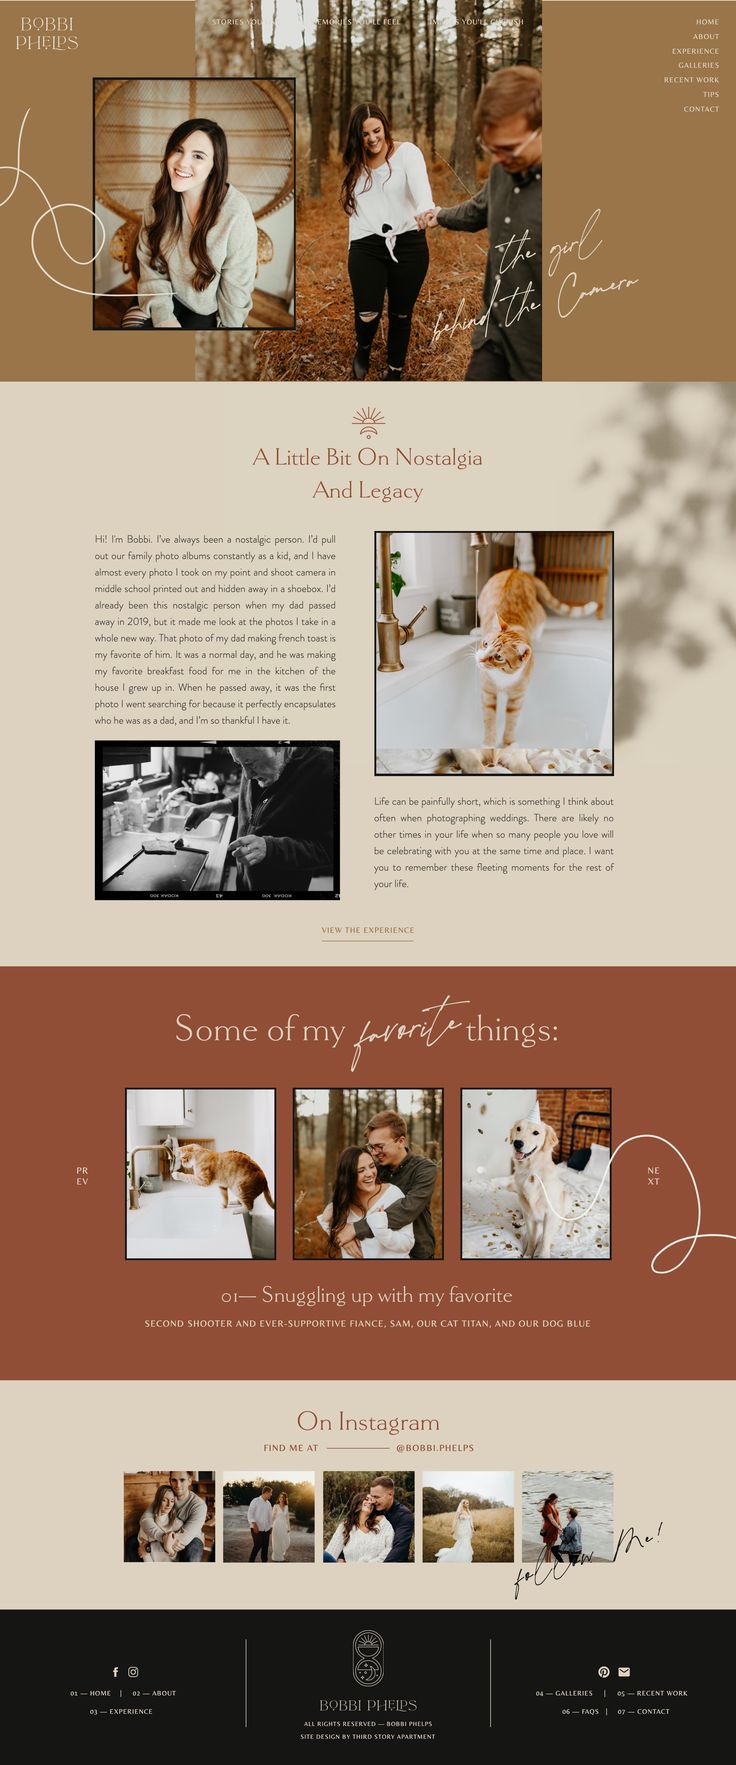 BOBBI
PHELPS
STORIES YOU
MEMORIES YOU'LL FEEL
IMAGES YOU'LL CHERISH
HOME
ABOUT
EXPERIENCE
GALLERIES
RECENT WORK
TIPS
CONTACT
the girl
behind the Camera
A Little Bit On Nostalgia
And Legacy
Hi! I'm Bobbi. I've always been a nostalgic person. I'd pull
out our family photo albums constantly as a kid, and I have
almost every photo I took on my point and shoot camera in
middle school printed out and hidden away in a shoebox. I'd
already been this nostalgic person when my dad passed
away in 2019, but it made me look at the photos I take in a
whole new way. That photo of my dad making french toast is
my favorite of him. It was a normal day, and he was making
my favorite breakfast food for me in the kitchen of the
house I grew up in. When he passed away, it was the first
photo I went searching for because it perfectly encapsulates
who he was as a dad, and I'm so thankful I have it.
KODAK 43 KODAK
Life can be painfully short, which is something I think about
often when photographing weddings. There are likely no
other times in your life when so many people you love will
be celebrating with you at the same time and place. I want
you to remember these fleeting moments for the rest of
your life.
VIEW THE EXPERIENCE
Some of my favorite things:
PR
EV
NE
XT
01— Snuggling up with my favorite
SECOND SHOOTER AND EVER-SUPPORTIVE FIANCE, SAM, OUR CAT TITAN, AND OUR DOG BLUE
On Instagram
FIND ME AT @BOBBI.PHELPS
follow Me!
01 — HOME | 02 — ABOUT
03 — EXPERIENCE
BOBBI PHELPS
ALL RIGHTS RESERVED — BOBBI PHELPS
SITE DESIGN BY THIRD STORY APARTMENT
04 — GALLERIES | 05 — RECENT WORK
06 — FAQS | 07 — CONTACT